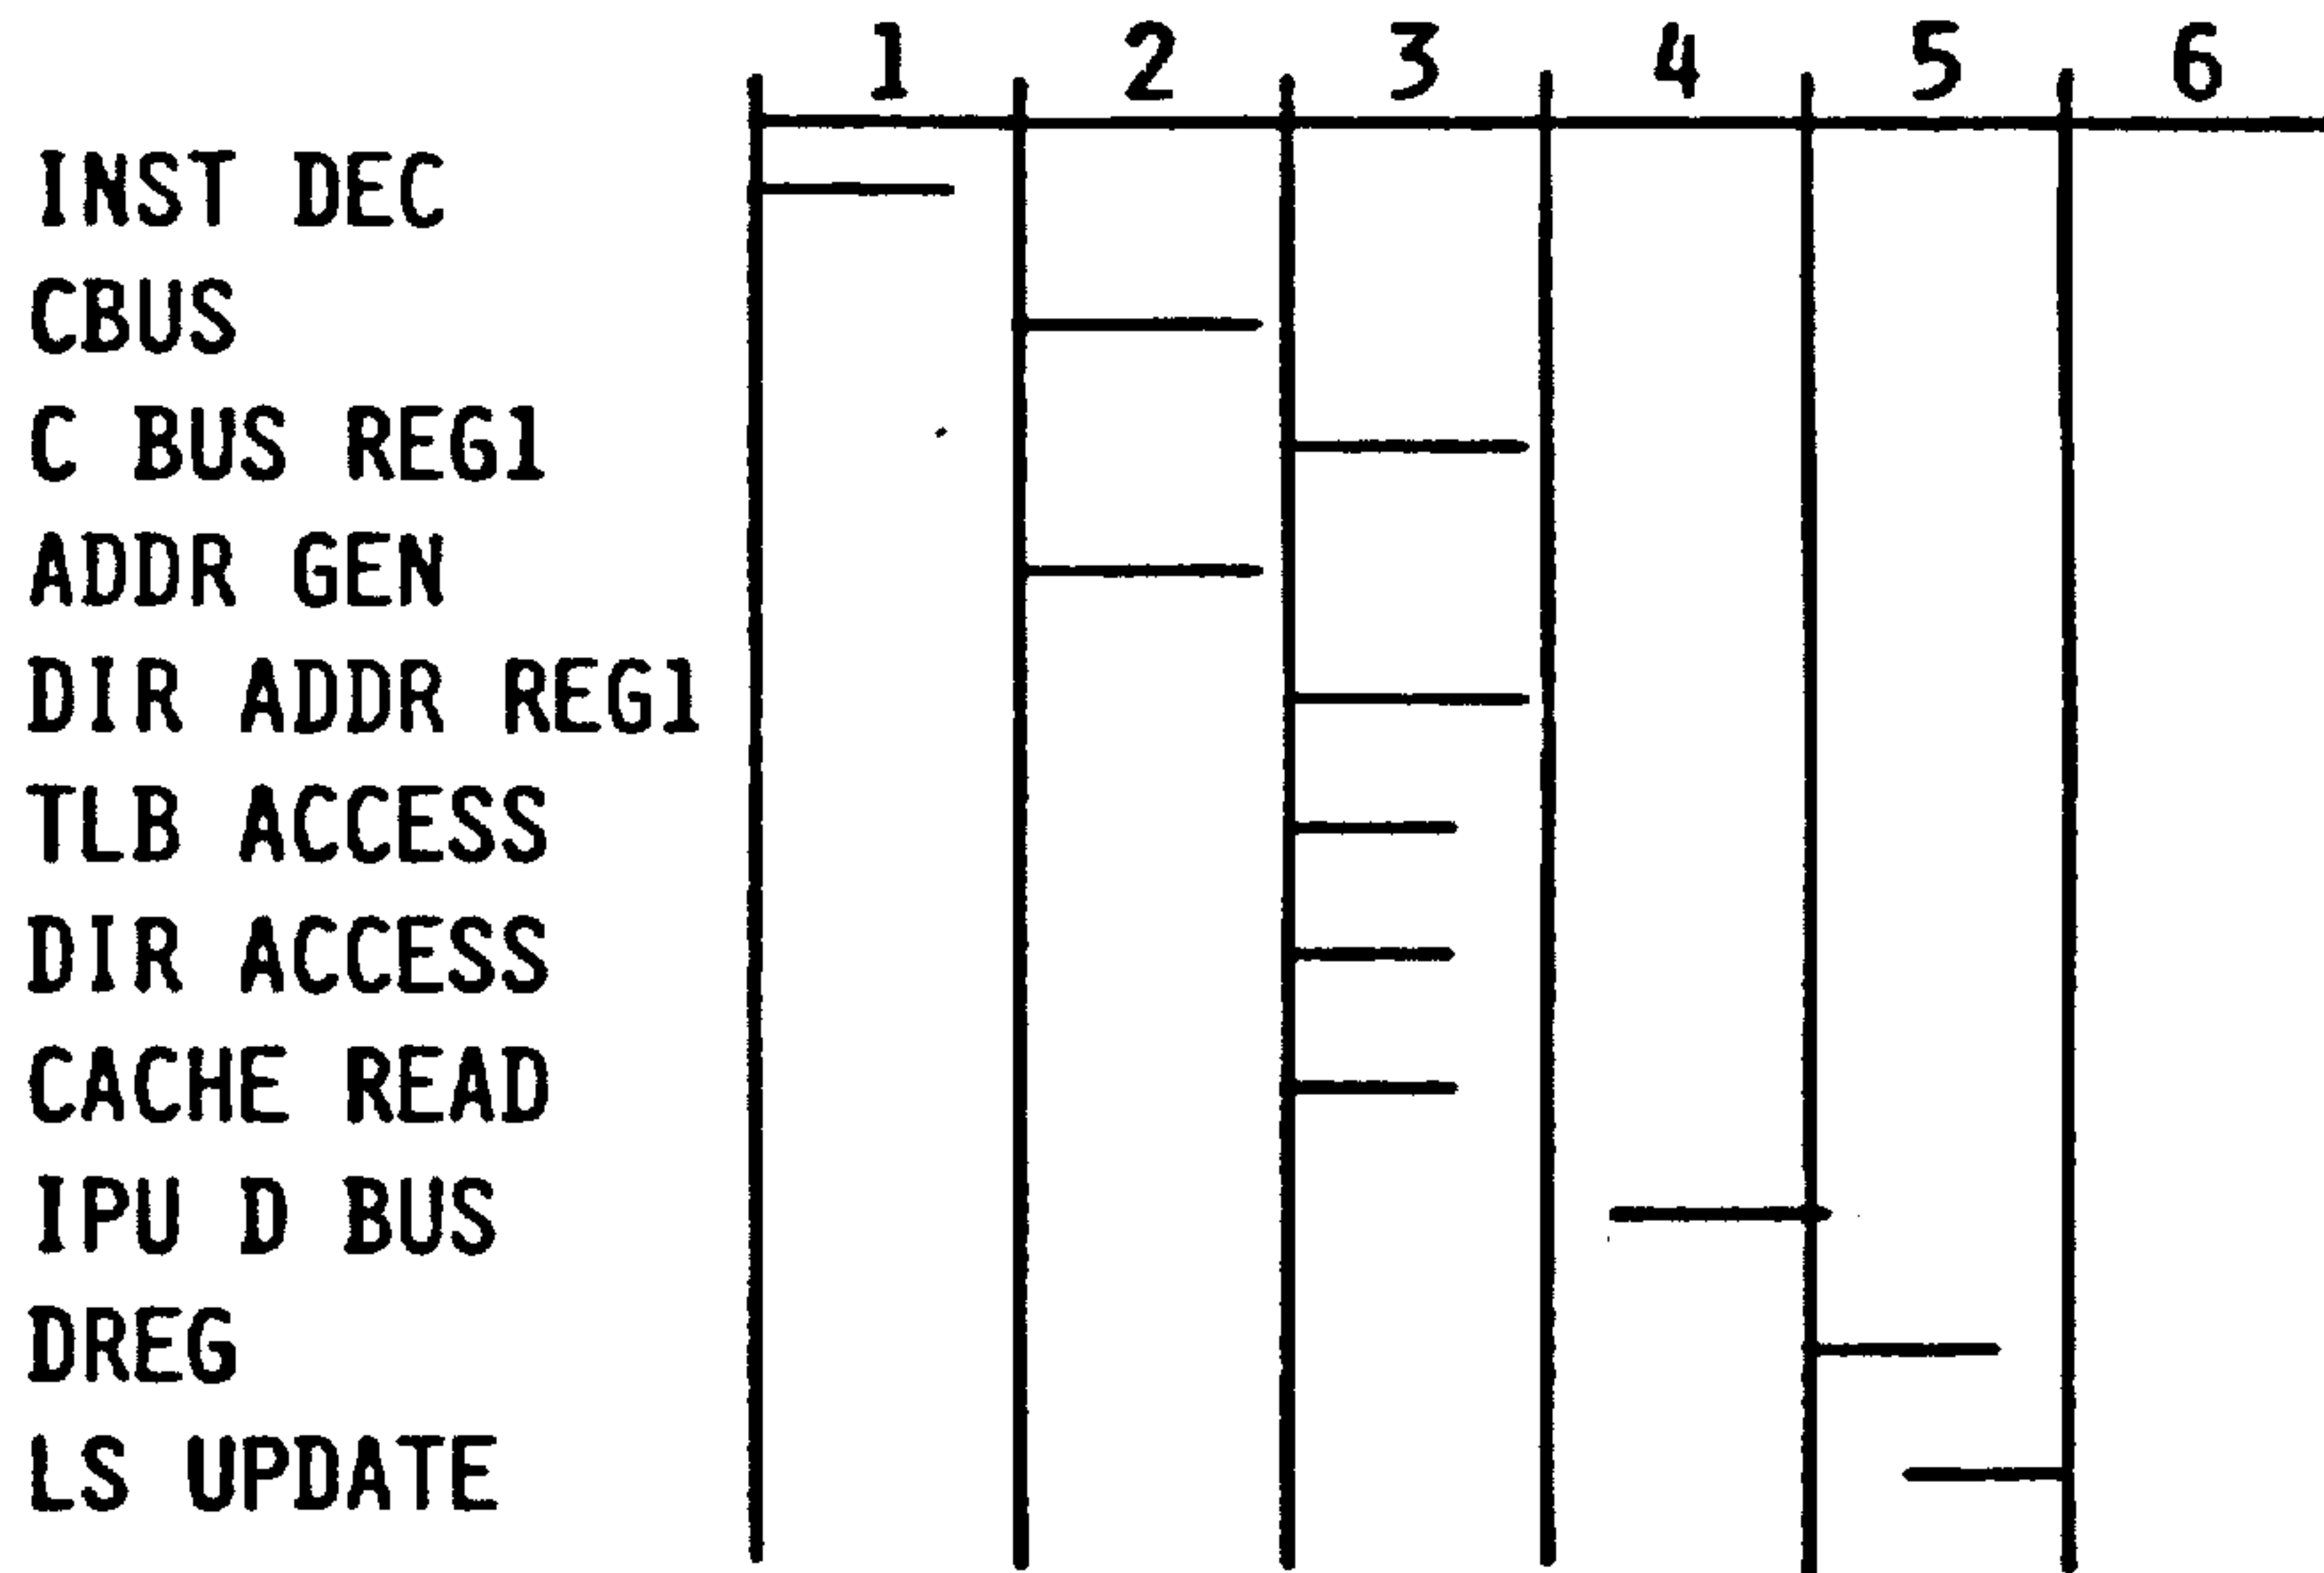 1 2 3 4 5 6
INST DEC
CBUS
C BUS REG1
ADDR GEN
DIR ADDR REG1
TLB ACCESS
DIR ACCESS
CACHE READ
IPU D BUS
DREG
LS UPDATE